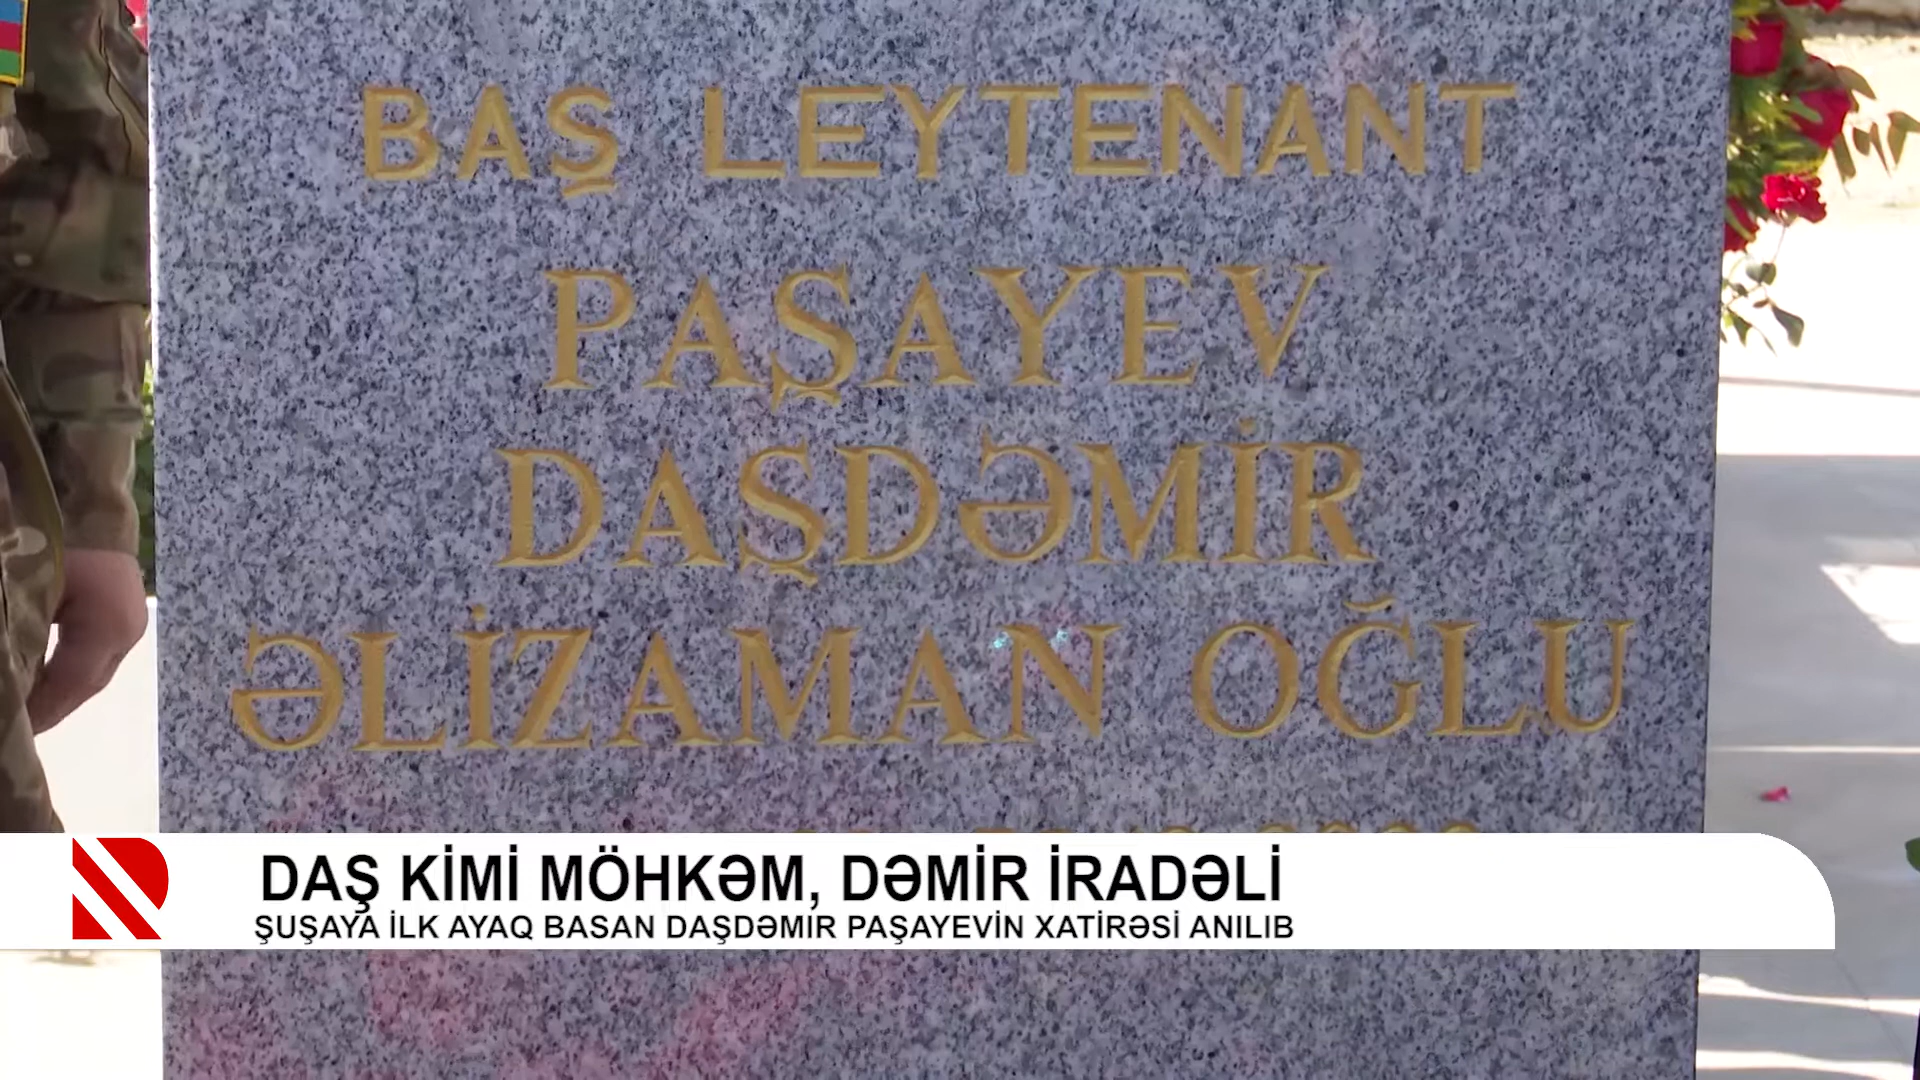 BAŞ LEYTENANT
PAŞAYEV
DAŞDƏMİR
ƏLİZAMAN OĞLU
DAŞ KİMİ MÖHKƏM, DƏMİR İRADƏLİ
ŞUŞAYA İLK AYAQ BASAN DAŞDƏMIR PAŞAYEVİN XATİRƏSİ ANILIB